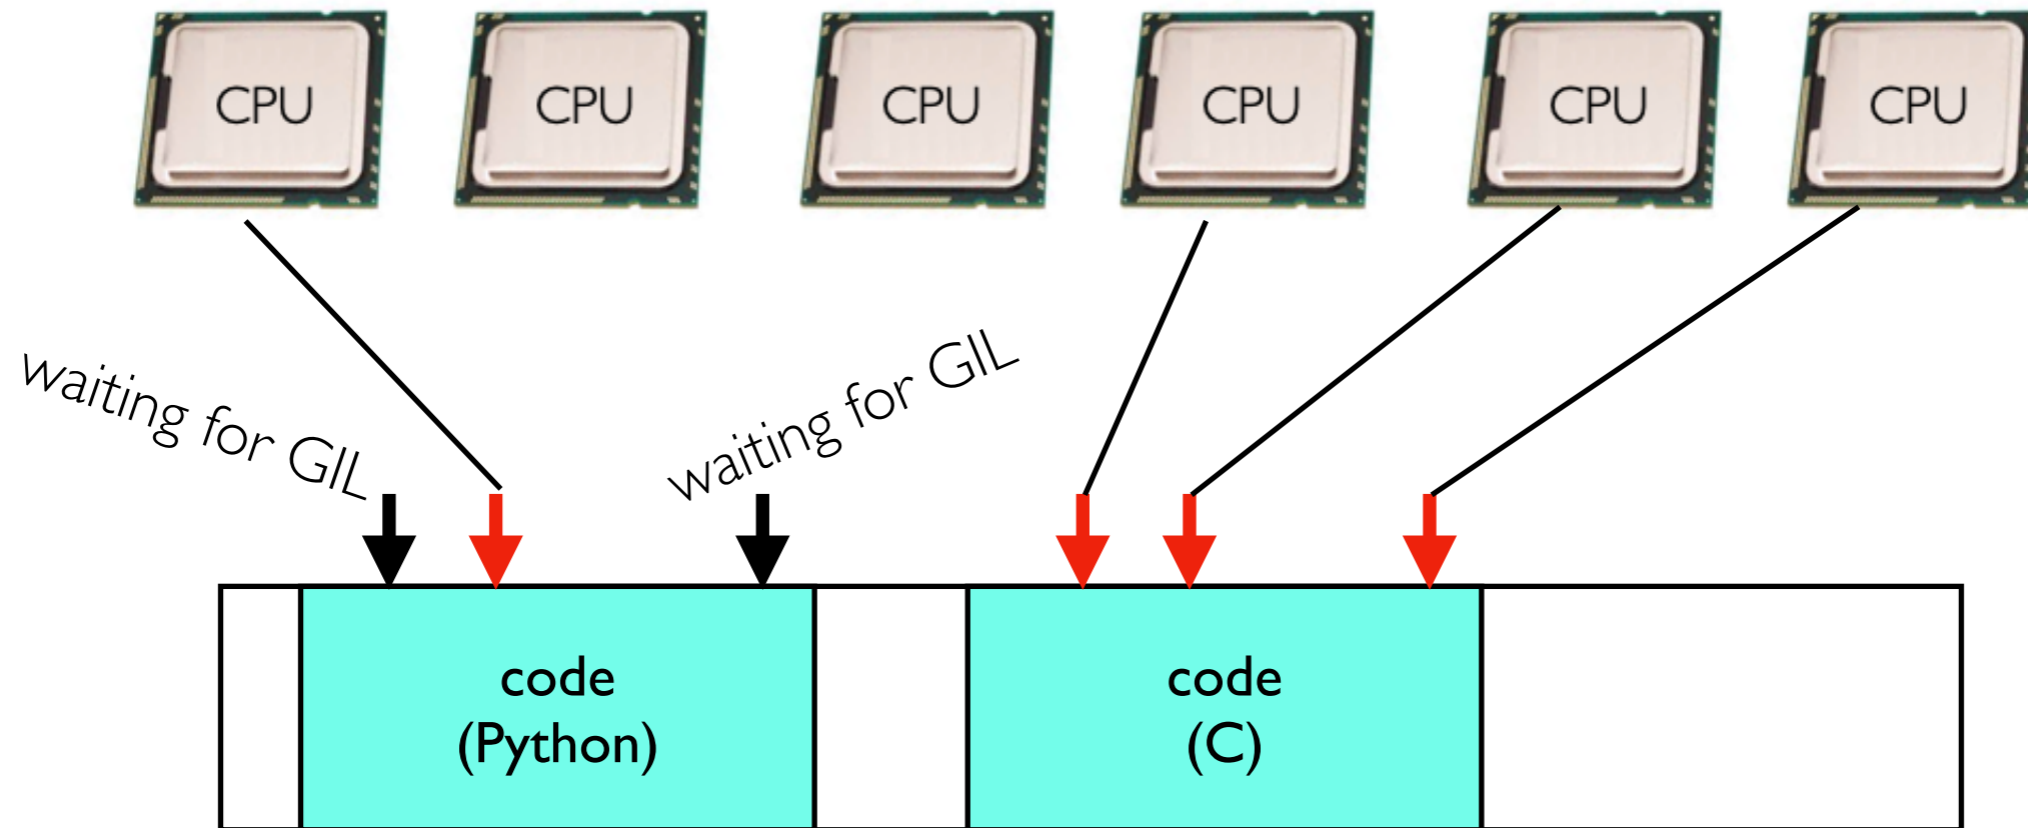 CPU
CPU
CPU
CPU
CPU
CPU
waiting for GIL
waiting for GIL
code
(Python)
code
(C)